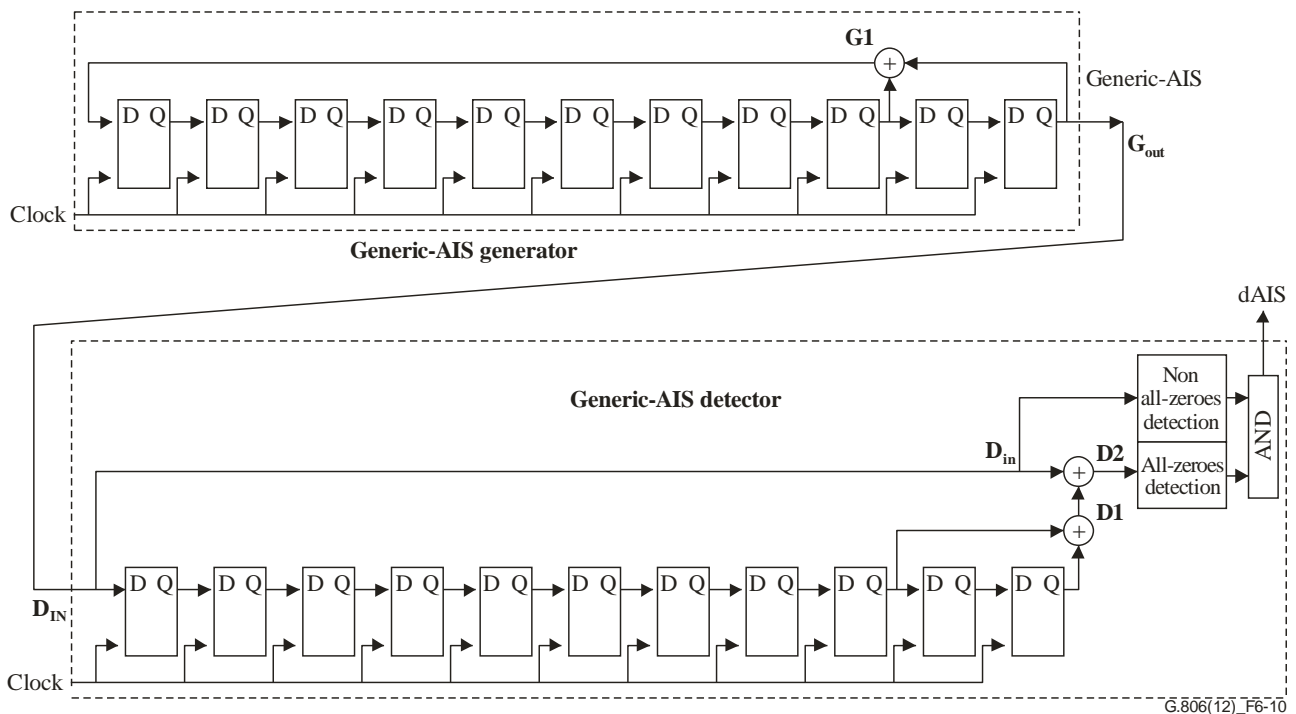 G1
Generic-AIS
D Q D Q D Q D Q D Q D Q D Q D Q D Q D Q D Q
Gout
Clock
Generic-AIS generator
dAIS
Generic-AIS detector
Non
all-zeroes
detection
AND
Din
D2
All-zeroes
detection
D1
D Q D Q D Q D Q D Q D Q D Q D Q D Q D Q D Q
DIN
Clock
G.806(12)_F6-10